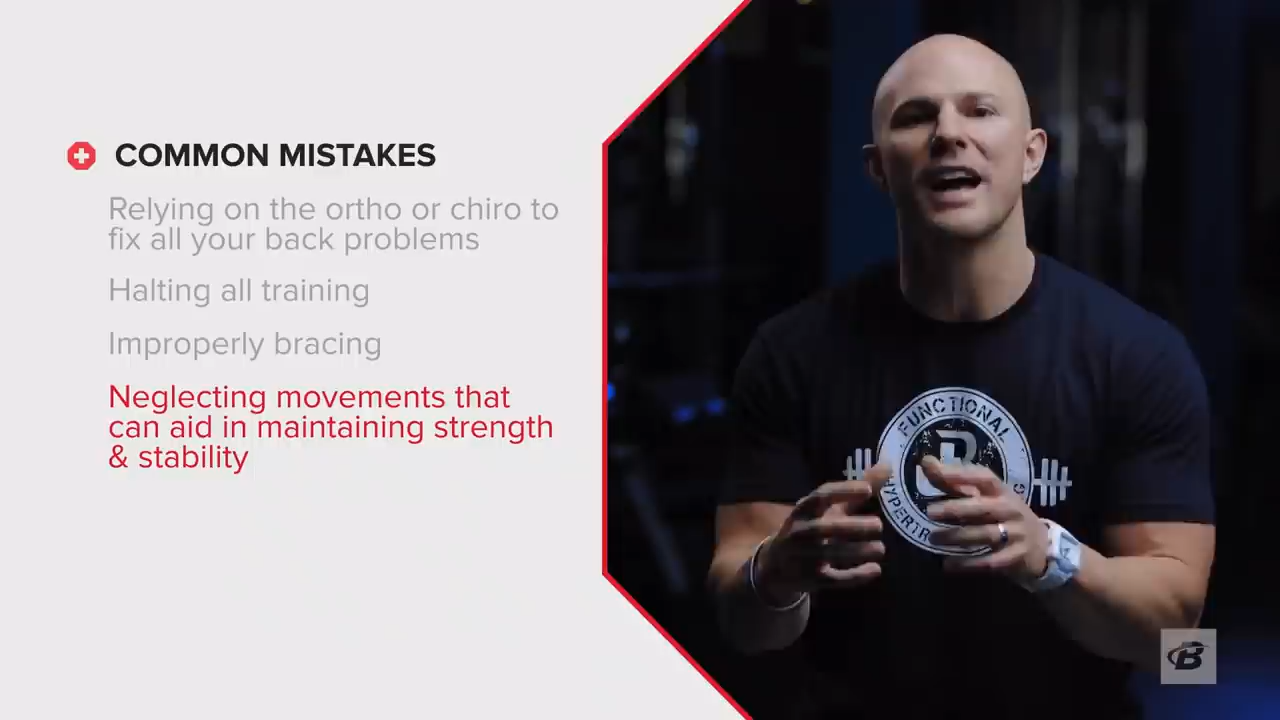 COMMON MISTAKES
Relying on the ortho or chiro to
fix all your back problems
Halting all training
Improperly bracing
Neglecting movements that
can aid in maintaining strength
& stability
FUNCTIONAL
B